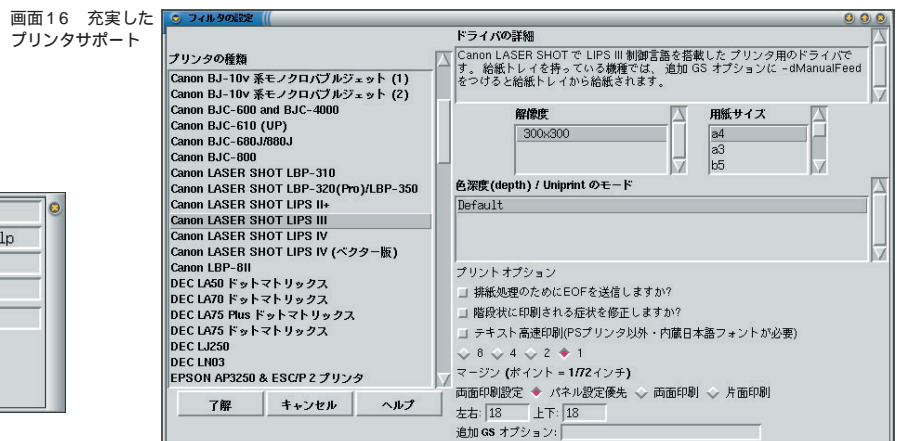 画面16 充実した
プリンタサポート
lp
フィルタの設定
プリンタの種類
Canon BJ-10v 系モノクロバブルジェット (1)
Canon BJ-10v 系モノクロバブルジェット (2)
Canon BJC-600 and BJC-4000
Canon BJC-610 (UP)
Canon BJC-680J/880J
Canon BJC-800
Canon LASER SHOT LBP-310
Canon LASER SHOT LBP-320(Pro)/LBP-350
Canon LASER SHOT LIPS II+
Canon LASER SHOT LIPS III
Canon LASER SHOT LIPS IV
Canon LASER SHOT LIPS IV (ベクター版)
Canon LBP-8II
DEC LA50 ドットマトリックス
DEC LA70 ドットマトリックス
DEC LA75 Plus ドットマトリックス
DEC LA75 ドットマトリックス
DEC LJ250
DEC LN03
EPSON AP3250 & ESC/P 2 プリンタ
了解 キャンセル ヘルプ
ドライバの詳細
Canon LASER SHOT で LIPS III 制御言語を搭載した プリンタ用のドライバで
す。 給紙トレイを持っている機種では、 追加 GS オプションに -dManualFeed
をつけると給紙トレイから給紙されます。
解像度
300x300
用紙サイズ
a4
a3
b5
色深度(depth) / Uniprint のモード
Default
プリントオプション
排紙処理のためにEOFを送信しますか?
階段状に印刷される症状を修正しますか?
テキスト高速印刷(PSプリンタ以外・内蔵日本語フォントが必要)
8 4 2 1
マージン (ポイント = 1/72インチ)
両面印刷設定 パネル設定優先 両面印刷 片面印刷
左右: 18 上下: 18
追加 GS オプション: